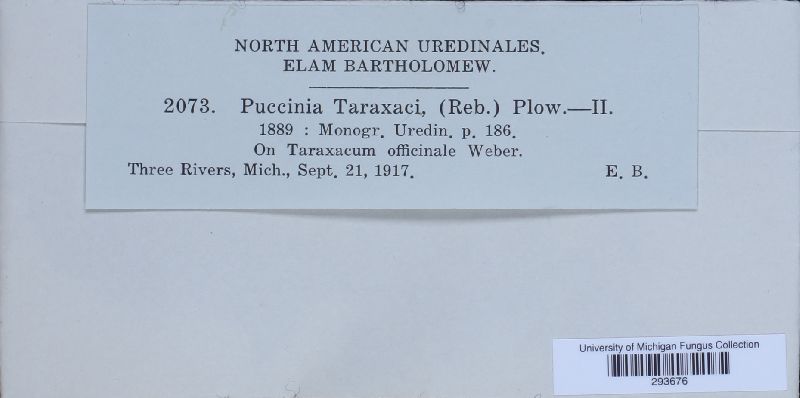 NORTH AMERICAN UREDINALES.
ELAM BARTHOLOMEW.
2073. Puccinia Taraxaci, (Reb.) Plow.—II.
1889 : Monogr. Uredin. p. 186.
On Taraxacum officinale Weber.
Three Rivers, Mich., Sept. 21, 1917. E. B.
University of Michigan Fungus Collection
293676